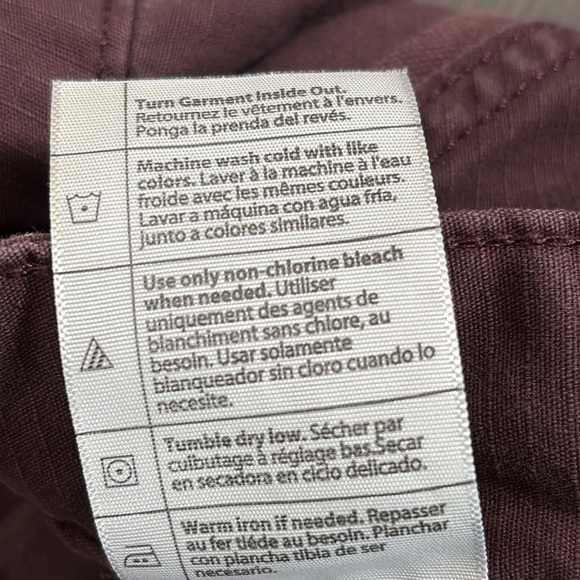 Turn Garment Inside Out.
Retournez le vêtement à l'envers.
Ponga la prenda del revés.
Machine wash cold with like
colors. Laver à la machine à l'eau
froide avec les mêmes couleurs.
Lavar a máquina con agua fría,
junto a colores similares.
Use only non-chlorine bleach
when needed. Utiliser
uniquement des agents de
blanchiment sans chlore, au
besoin. Usar solamente
blanqueador sin cloro cuando lo
necesite.
Tumble dry low. Sécher par
culbutage à réglage bas.Secar
en secadora en ciclo delicado.
Warm iron if needed. Repasser
au fer tiéde au besoin. Planchar
con plancha tibia de ser
necesario.